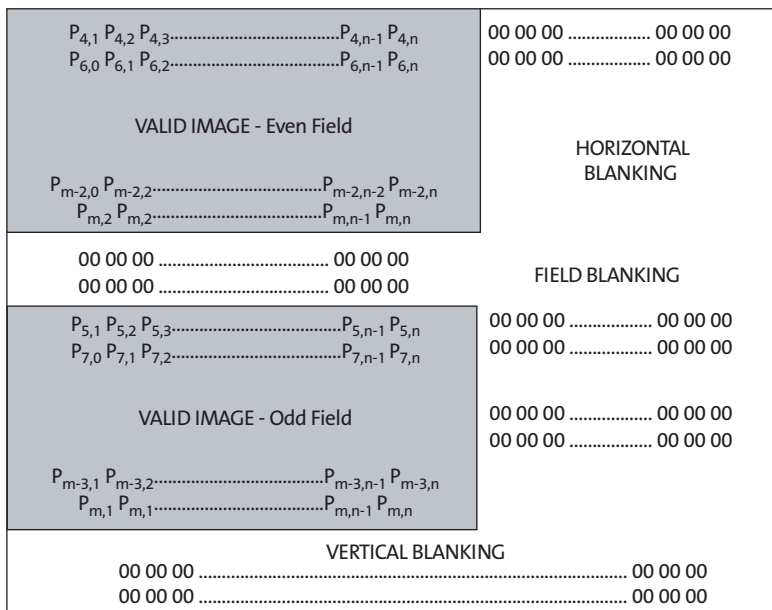 P4,1 P4,2 P4,3......................................P4,n-1 P4,n 00 00 00 ................. 00 00 00
P6,0 P6,1 P6,2......................................P6,n-1 P6,n 00 00 00 ................. 00 00 00
VALID IMAGE - Even Field
HORIZONTAL
BLANKING
Pm-2,0 Pm-2,2......................................Pm-2,n-2 Pm-2,n
Pm,2 Pm,2......................................Pm,n-1 Pm,n
00 00 00 .................................... 00 00 00
00 00 00 .................................... 00 00 00
FIELD BLANKING
P5,1 P5,2 P5,3......................................P5,n-1 P5,n 00 00 00 ................. 00 00 00
P7,0 P7,1 P7,2......................................P7,n-1 P7,n 00 00 00 ................. 00 00 00
VALID IMAGE - Odd Field
00 00 00 ................. 00 00 00
00 00 00 ................. 00 00 00
Pm-3,1 Pm-3,2......................................Pm-3,n-1 Pm-3,n
Pm,1 Pm,1......................................Pm,n-1 Pm,n
VERTICAL BLANKING
00 00 00 ............................................................................................. 00 00 00
00 00 00 ............................................................................................. 00 00 00